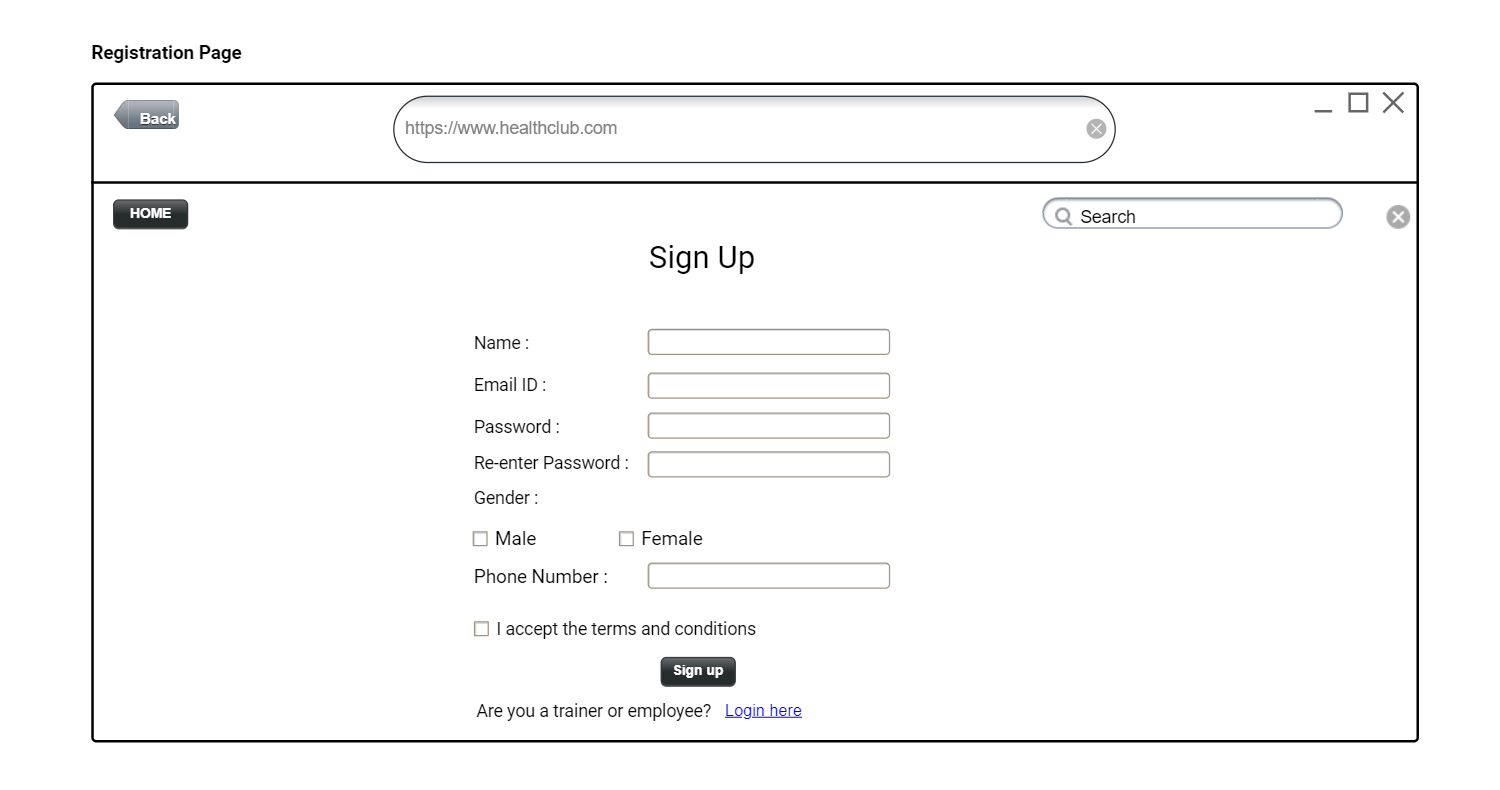 Registration Page
Back
https://www.healthclub.com
HOME
Search
Sign Up
Name :
Email ID :
Password :
Re-enter Password :
Gender :
Male Female
Phone Number :
I accept the terms and conditions
Sign up
Are you a trainer or employee? Login here